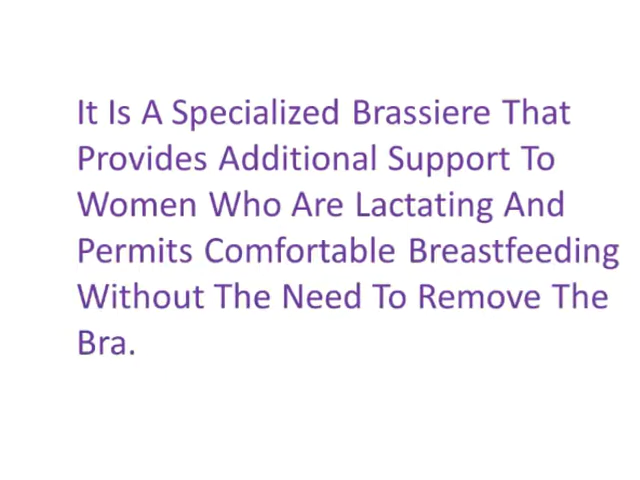 It Is A Specialized Brassiere That
Provides Additional Support To
Women Who Are Lactating And
Permits Comfortable Breastfeeding
Without The Need To Remove The
Bra.